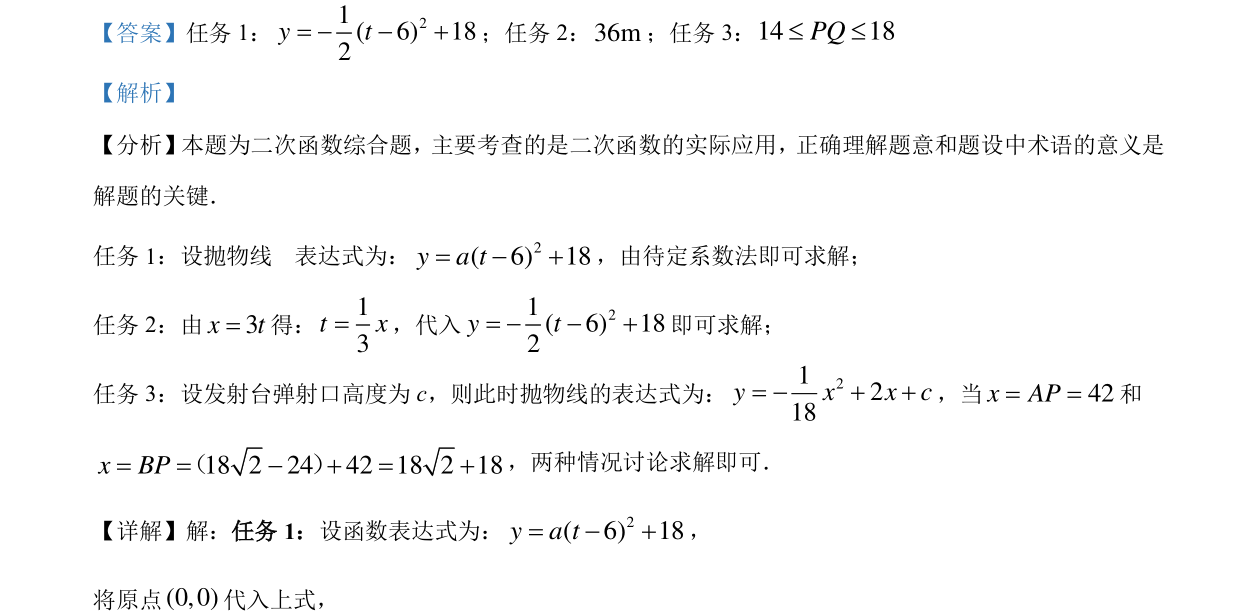 【答案】任务 1：y = −\frac{1}{2}(t − 6)² + 18；任务 2：36m；任务 3：14 ≤ PQ ≤ 18
【解析】
【分析】本题为二次函数综合题，主要考查的是二次函数的实际应用，正确理解题意和题设中术语的意义是
解题的关键．
任务 1：设抛物线 表达式为：y = a(t − 6)² + 18，由待定系数法即可求解；
任务 2：由 x = 3t 得：t = \frac{1}{3}x，代入 y = −\frac{1}{2}(t − 6)² + 18 即可求解；
任务 3：设发射台弹射口高度为 c，则此时抛物线的表达式为：y = −\frac{1}{18}x² + 2x + c，当 x = AP = 42 和
x = BP = (18√2 − 24) + 42 = 18√2 + 18，两种情况讨论求解即可．
【详解】解：任务 1：设函数表达式为：y = a(t − 6)² + 18，
将原点 (0,0) 代入上式，